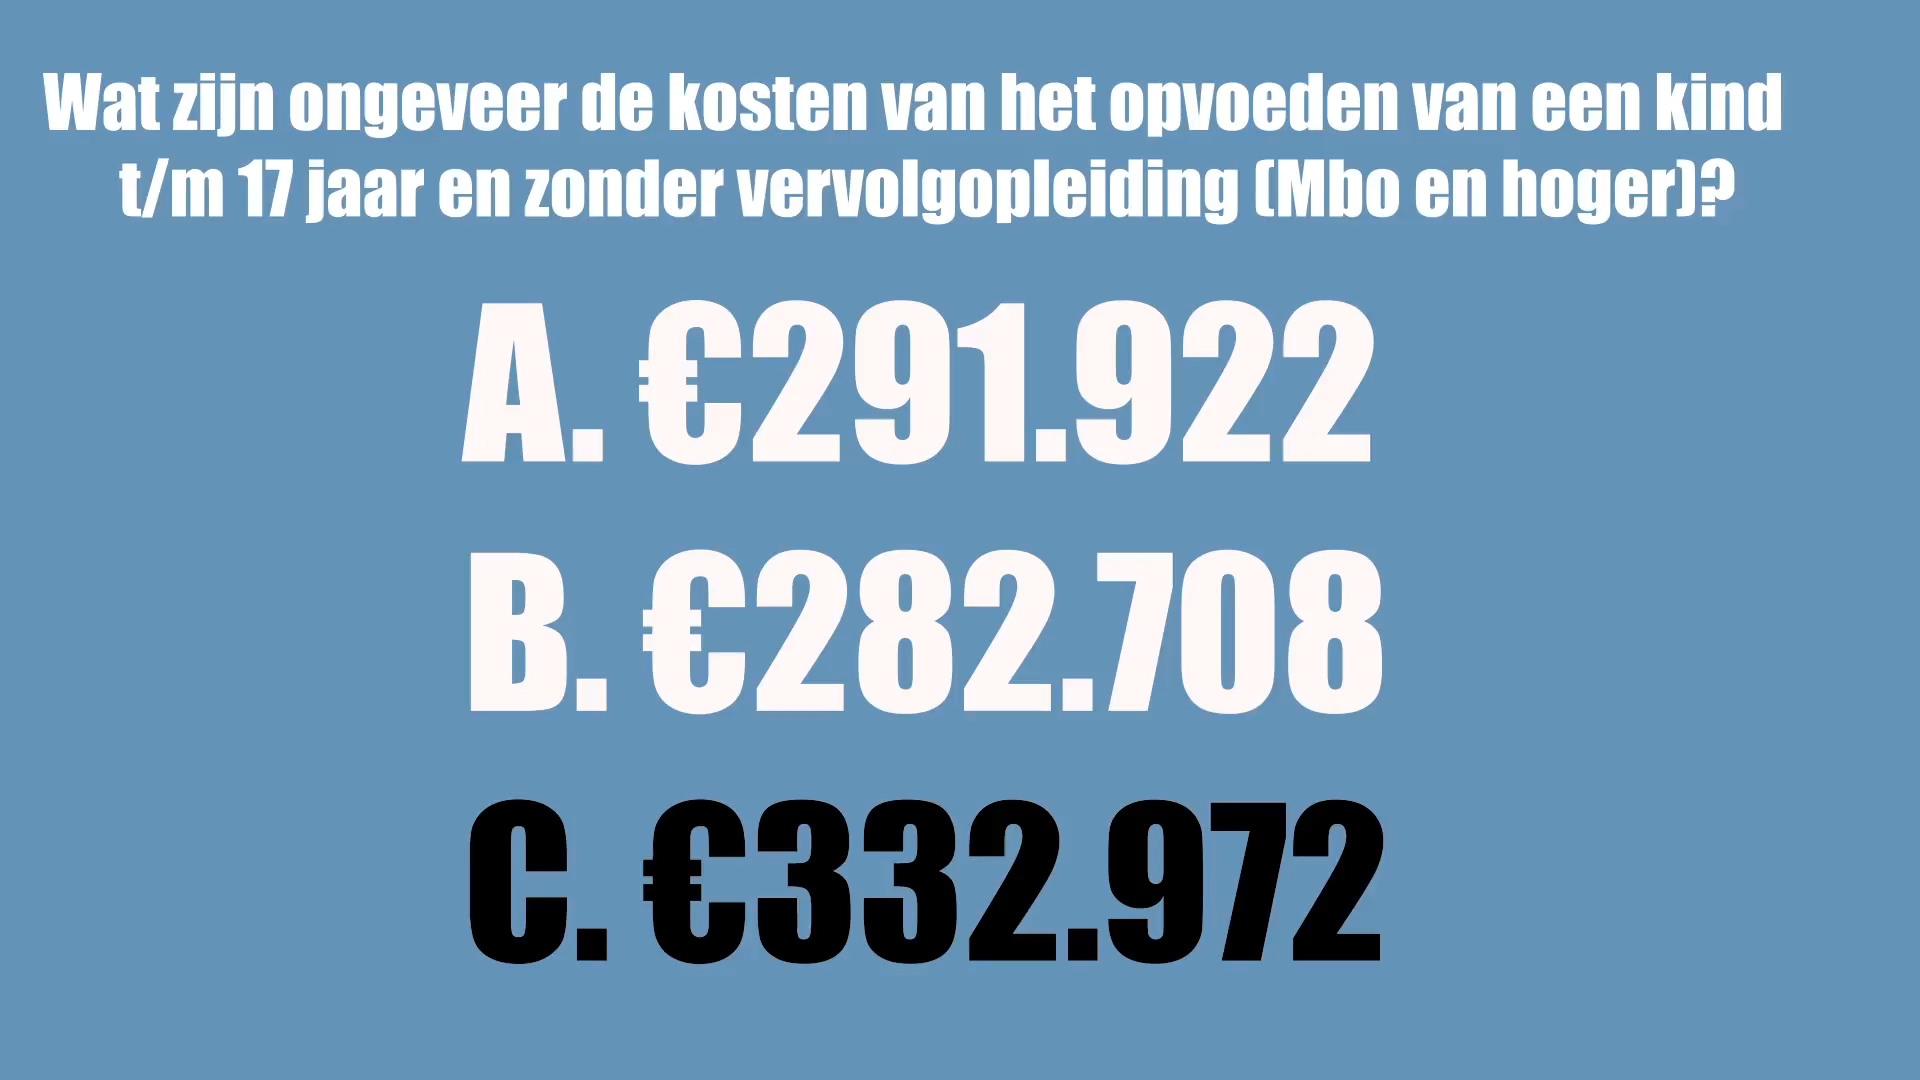 Wat zijn ongeveer de kosten van het opvoeden van een kind
t/m 17 jaar en zonder vervolgopleiding (Mbo en hoger)?
A. €291.922
B. €282.708
C. €332.972